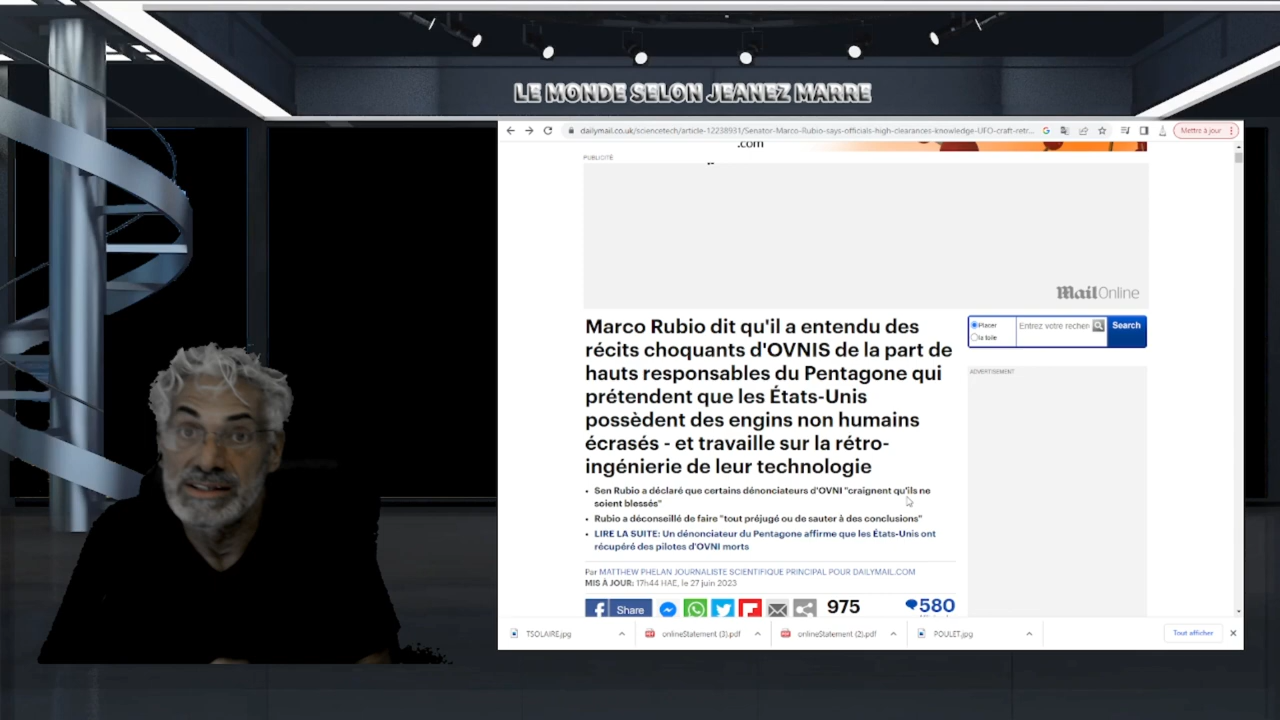 LE MONDE SELON JEANEZ MARRE
dailymail.co.uk/sciencetech/article-12238931/Senator-Marco-Rubio-says-officials-high-clearances-knowledge-UFO-craft-retr...
Mettre à jour
.com
PUBLICITÉ
Mail Online
Marco Rubio dit qu'il a entendu des
récits choquants d'OVNIS de la part de
hauts responsables du Pentagone qui
prétendent que les États-Unis
possèdent des engins non humains
écrasés - et travaille sur la rétro-
ingénierie de leur technologie
Placer
la toile
Entrez votre recher
Search
ADVERTISEMENT
• Sen Rubio a déclaré que certains dénonciateurs d'OVNI "craignent qu'ils ne
soient blessés"
• Rubio a déconseillé de faire "tout préjugé ou de sauter à des conclusions"
• LIRE LA SUITE: Un dénonciateur du Pentagone affirme que les États-Unis ont
récupéré des pilotes d'OVNI morts
Par MATTHEW PHELAN JOURNALISTE SCIENTIFIQUE PRINCIPAL POUR DAILYMAIL.COM
MIS À JOUR: 17h44 HAE, le 27 juin 2023
Share
975
580
TSOLAIRE.jpg
onlineStatement (3).pdf
onlineStatement (2).pdf
POULET.jpg
Tout afficher